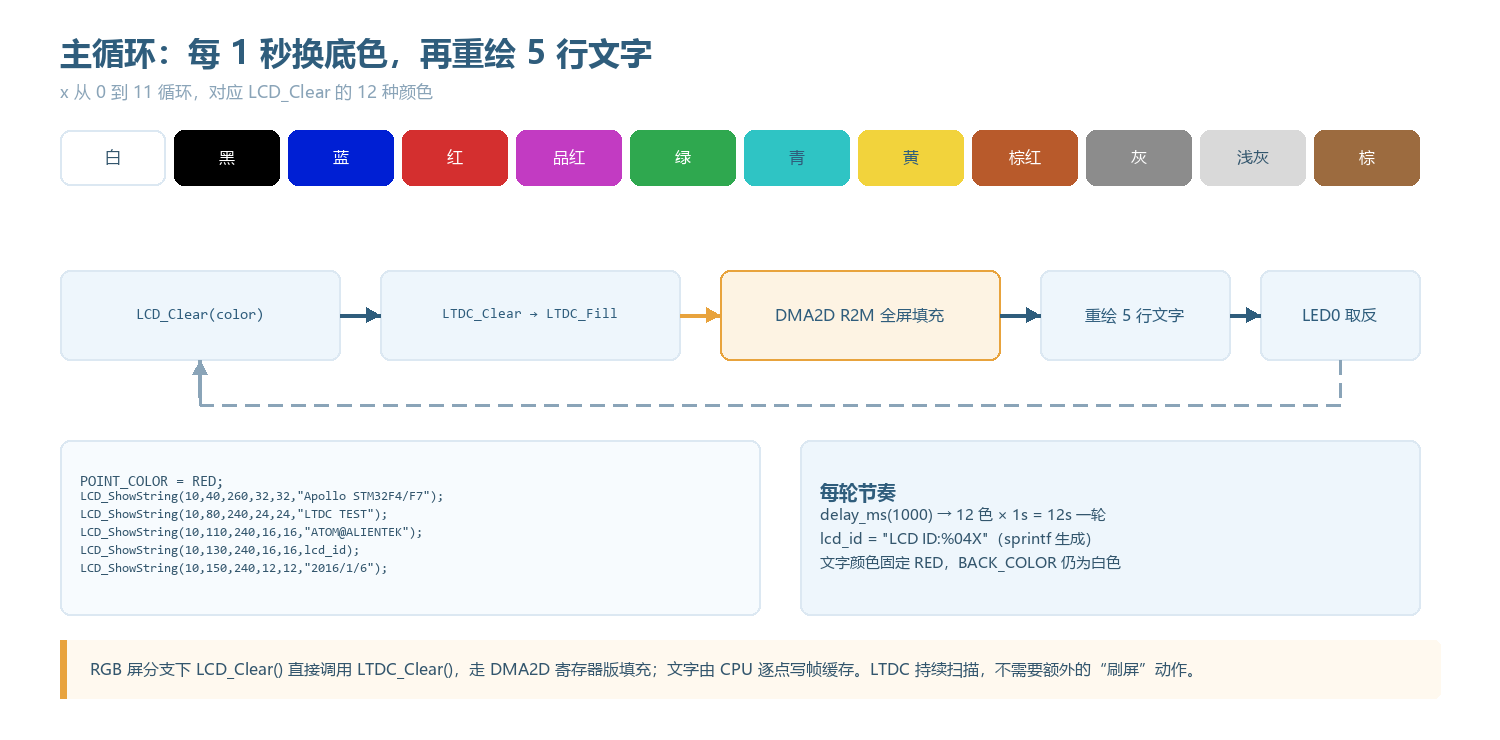 主循环：每 1 秒换底色，再重绘 5 行文字
x 从 0 到 11 循环，对应 LCD_Clear 的 12 种颜色
白
黑
蓝
红
品红
绿
青
黄
棕红
灰
浅灰
棕
LCD_Clear(color)
LTDC_Clear → LTDC_Fill
DMA2D R2M 全屏填充
重绘 5 行文字
LED0 取反
POINT_COLOR = RED;
LCD_ShowString(10,40,260,32,32,"Apollo STM32F4/F7");
LCD_ShowString(10,80,240,24,24,"LTDC TEST");
LCD_ShowString(10,110,240,16,16,"ATOM@ALIENTEK");
LCD_ShowString(10,130,240,16,16,lcd_id);
LCD_ShowString(10,150,240,12,12,"2016/1/6");
每轮节奏
delay_ms(1000) → 12 色 × 1s = 12s 一轮
lcd_id = "LCD ID:%04X"（sprintf 生成）
文字颜色固定 RED，BACK_COLOR 仍为白色
RGB 屏分支下 LCD_Clear() 直接调用 LTDC_Clear()，走 DMA2D 寄存器版填充；文字由 CPU 逐点写帧缓存。LTDC 持续扫描，不需要额外的“刷屏”动作。